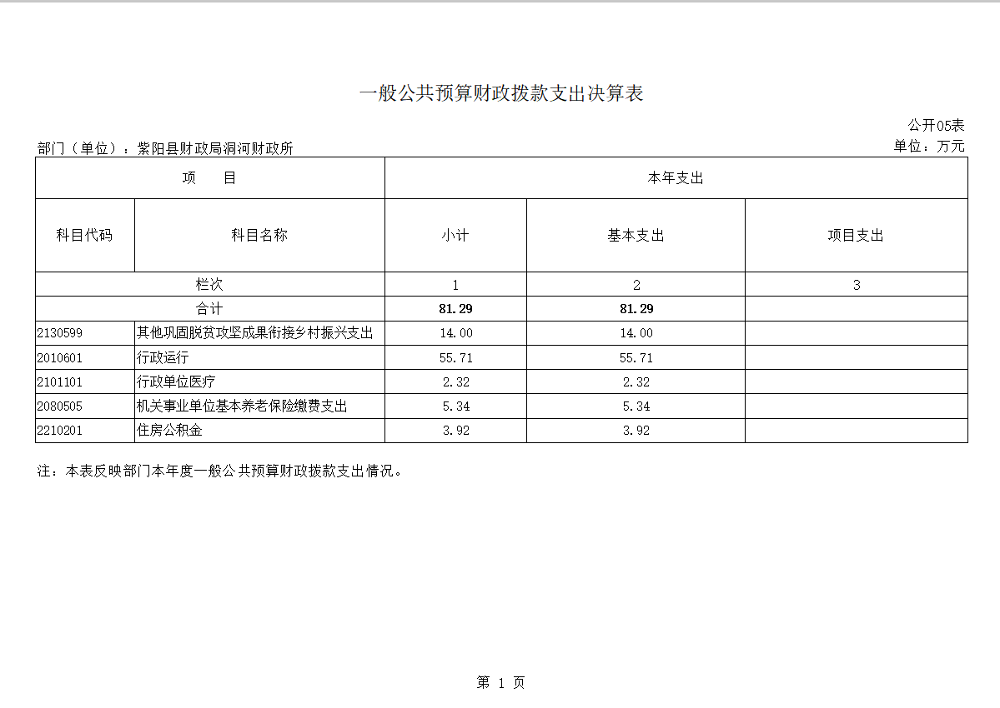 一般公共预算财政拨款支出决算表
公开05表
部门（单位）：紫阳县财政局洞河财政所 单位：万元
项 目 本年支出
科目代码 科目名称 小计 基本支出 项目支出
栏次 1 2 3
合计 81.29 81.29
2130599 其他巩固脱贫攻坚成果衔接乡村振兴支出 14.00 14.00
2010601 行政运行 55.71 55.71
2101101 行政单位医疗 2.32 2.32
2080505 机关事业单位基本养老保险缴费支出 5.34 5.34
2210201 住房公积金 3.92 3.92
注：本表反映部门本年度一般公共预算财政拨款支出情况。
第 1 页